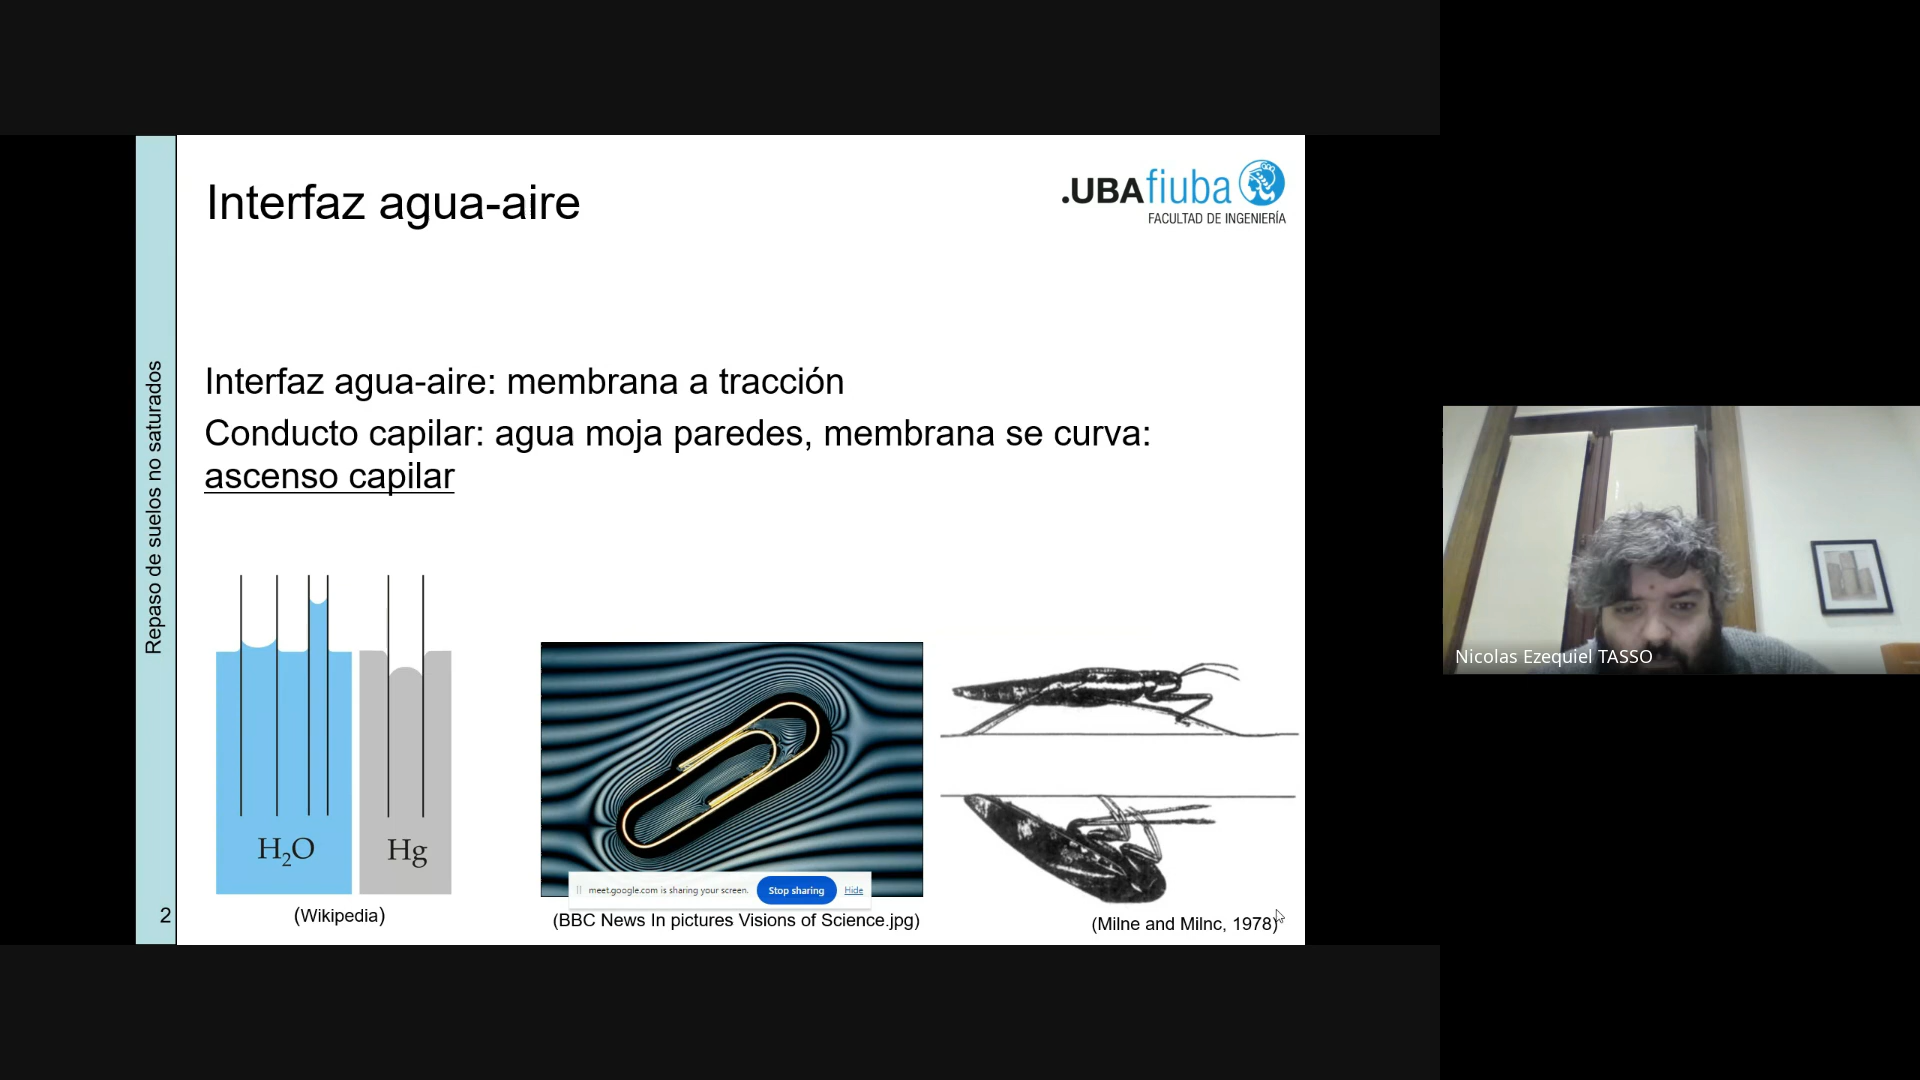 Interfaz agua-aire
.UBAfiuba
FACULTAD DE INGENIERÍA
Interfaz agua-aire: membrana a tracción
Conducto capilar: agua moja paredes, membrana se curva:
ascenso capilar
Repaso de suelos no saturados
H₂O
Hg
meet.google.com is sharing your screen.
Stop sharing
Hide
2
(Wikipedia)
(BBC News In pictures Visions of Science.jpg)
(Milne and Milnc, 1978)
Nicolas Ezequiel TASSO